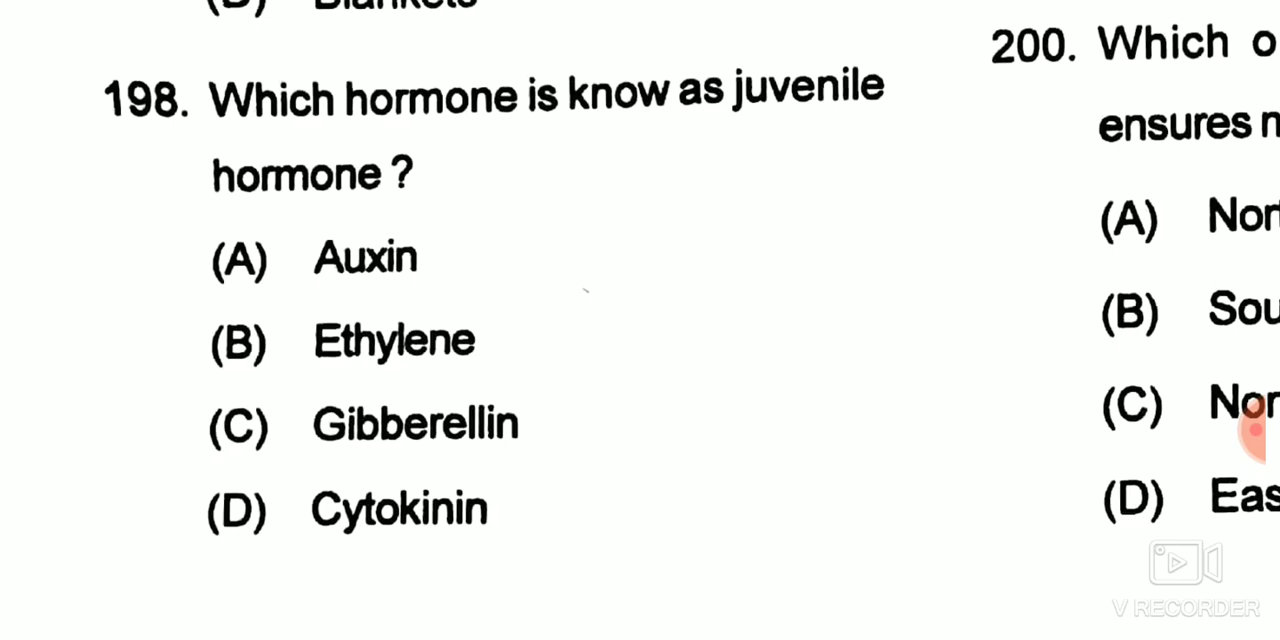 198. Which hormone is know as juvenile
hormone ?
(A) Auxin
(B) Ethylene
(C) Gibberellin
(D) Cytokinin
200. Which
ensures
(A)
(B)
(C)
(D)
V RECORDER